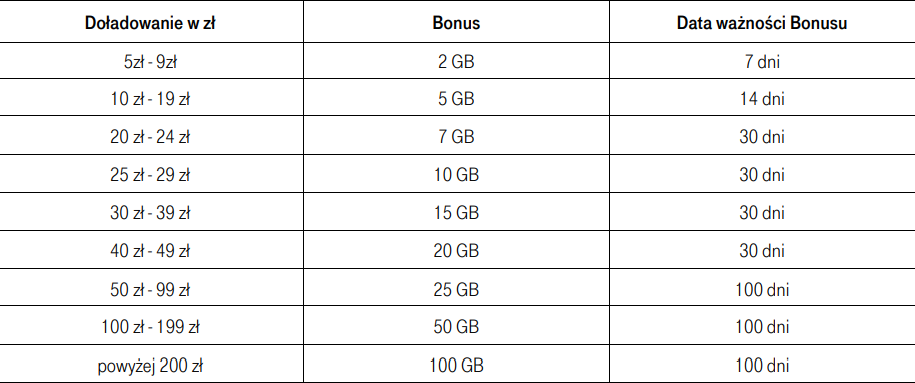 Doładowanie w zł Bonus Data ważności Bonusu
5zł - 9zł 2 GB 7 dni
10 zł - 19 zł 5 GB 14 dni
20 zł - 24 zł 7 GB 30 dni
25 zł - 29 zł 10 GB 30 dni
30 zł - 39 zł 15 GB 30 dni
40 zł - 49 zł 20 GB 30 dni
50 zł - 99 zł 25 GB 100 dni
100 zł - 199 zł 50 GB 100 dni
powyżej 200 zł 100 GB 100 dni